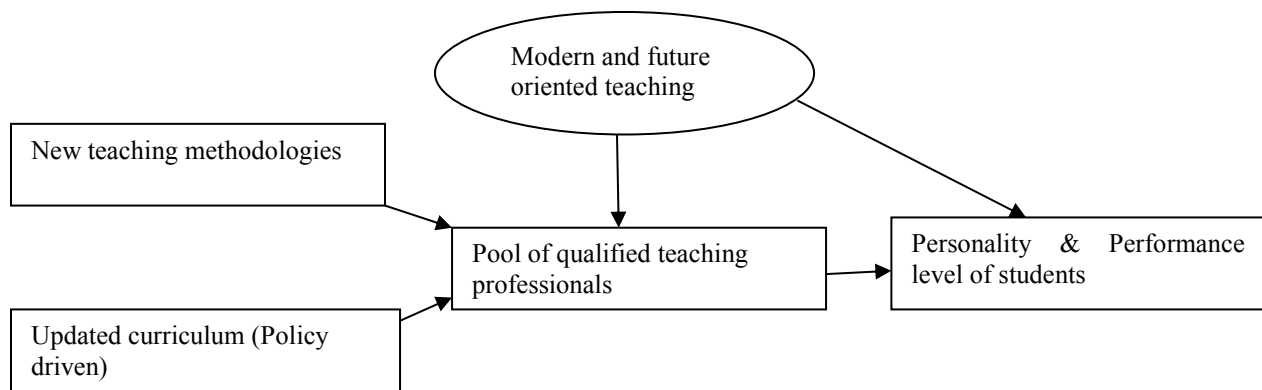 Modern and future
oriented teaching
New teaching methodologies
Pool of qualified teaching
professionals
Personality & Performance
level of students
Updated curriculum (Policy
driven)